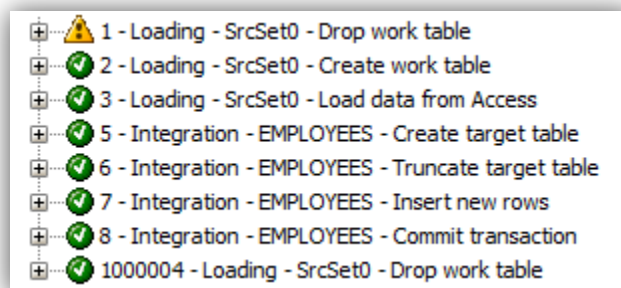 1 - Loading - SrcSet0 - Drop work table
2 - Loading - SrcSet0 - Create work table
3 - Loading - SrcSet0 - Load data from Access
5 - Integration - EMPLOYEES - Create target table
6 - Integration - EMPLOYEES - Truncate target table
7 - Integration - EMPLOYEES - Insert new rows
8 - Integration - EMPLOYEES - Commit transaction
1000004 - Loading - SrcSet0 - Drop work table